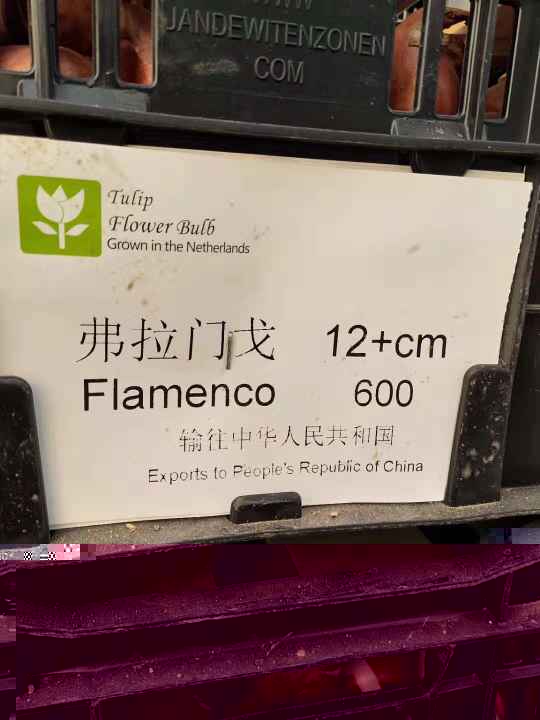 WWW
JANDEWITENZONEN
COM
Tulip
Flower Bulb
Grown in the Netherlands
弗拉门戈 12+cm
Flamenco 600
输往中华人民共和国
Exports to People's Republic of China